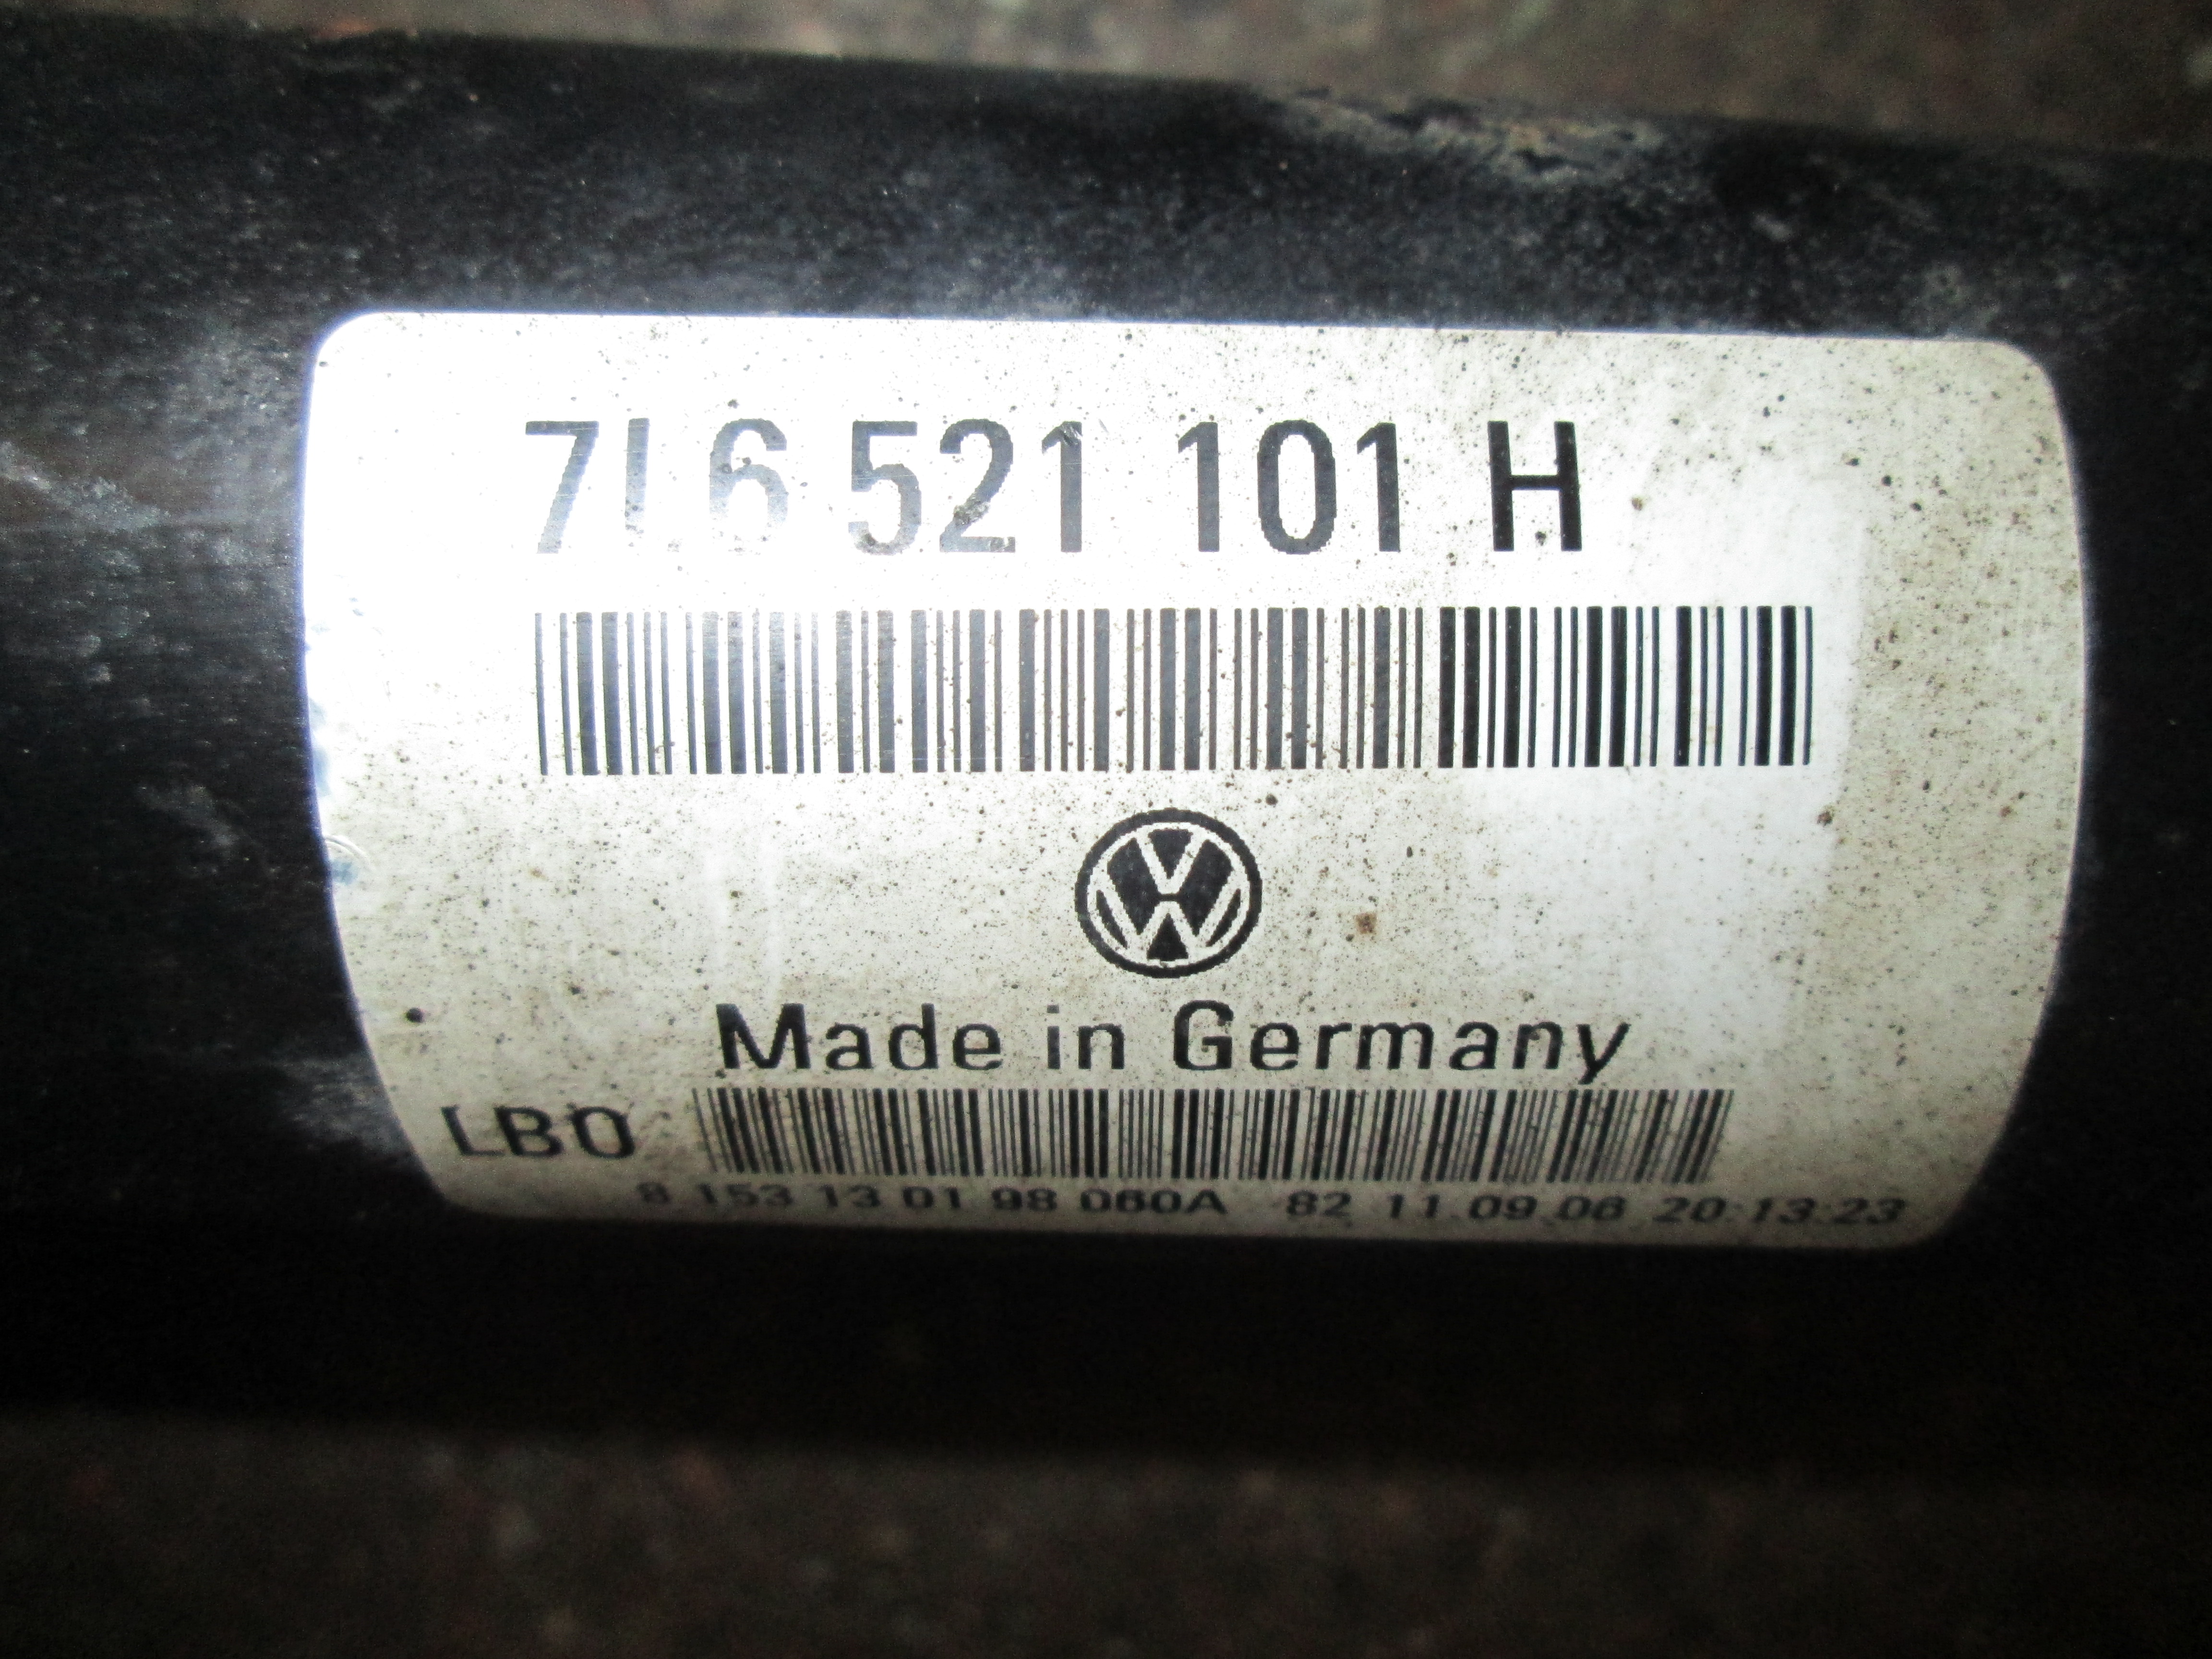 7L6 521 101 H
Made in Germany
LBO
8 153 13 01 98 060A 82 11.09.06 20:13:23